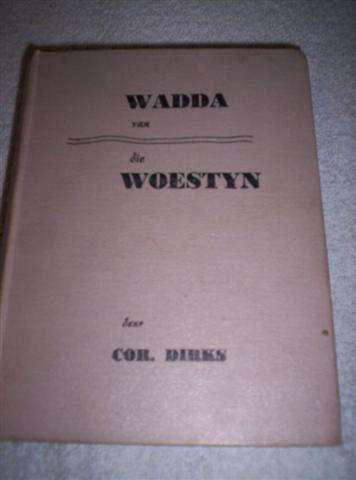 WADDA
van
die
WOESTYN
deur
COR. DIRKS